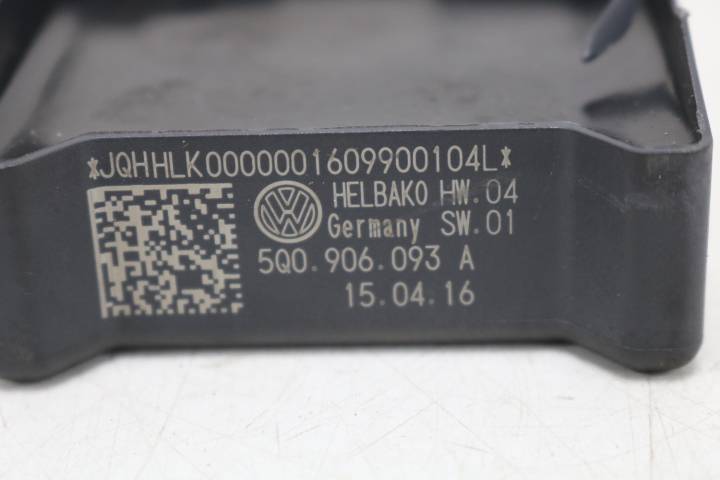 *JQHHLK0000001609900104L*
HELBAKO HW.04
Germany SW.01
5Q0.906.093 A
15.04.16